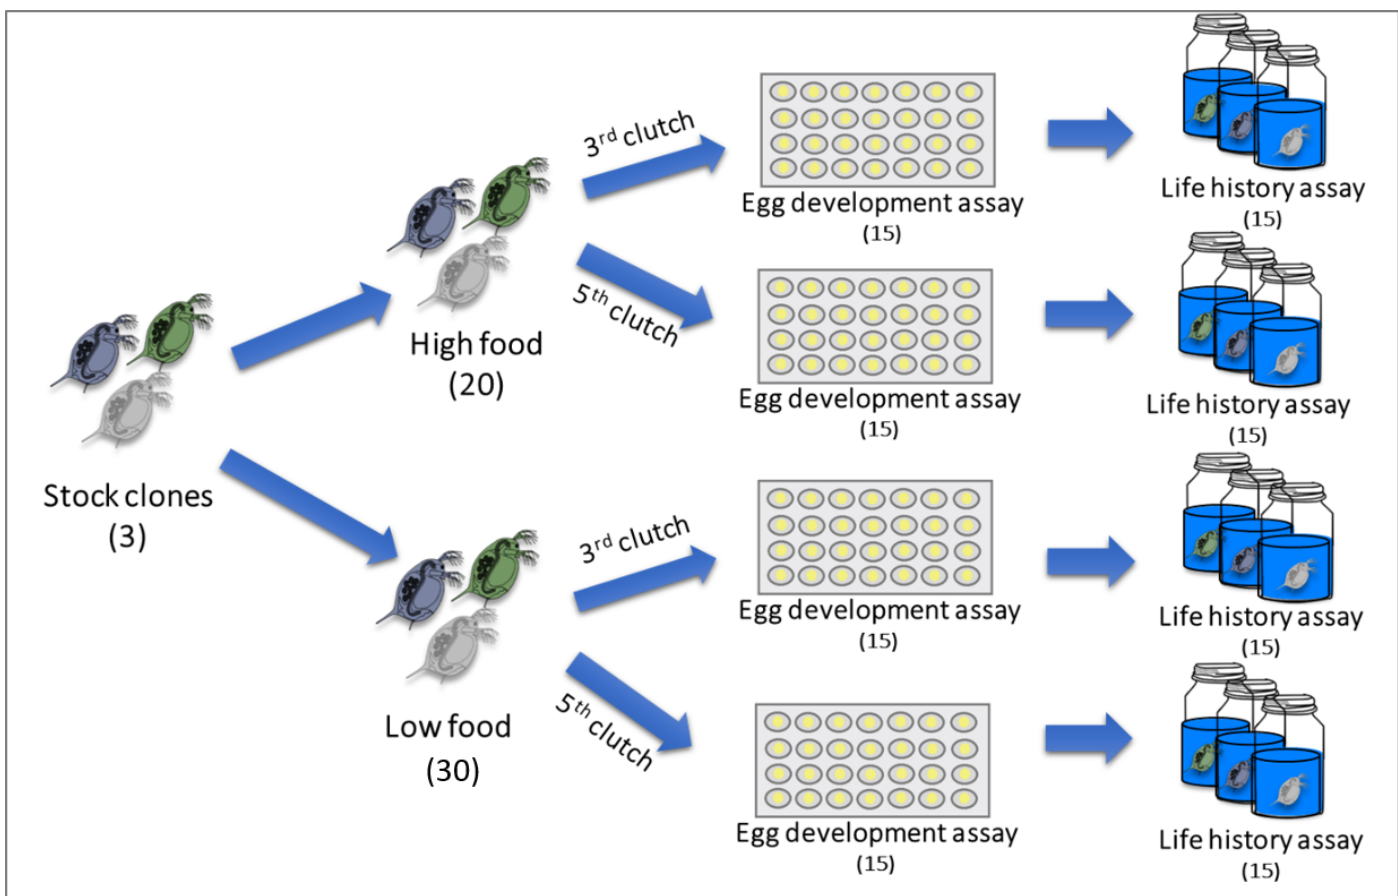 Stock clones
(3)
High food
(20)
Low food
(30)
3rd clutch
5th clutch
3rd clutch
5th clutch
Egg development assay
(15)
Egg development assay
(15)
Egg development assay
(15)
Egg development assay
(15)
Life history assay
(15)
Life history assay
(15)
Life history assay
(15)
Life history assay
(15)